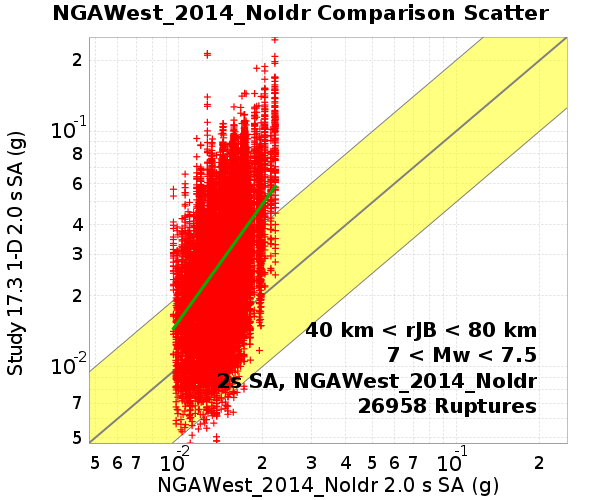 NGAWest_2014_NoIdr Comparison Scatter
Study 17.3 1-D 2.0 s SA (g)
2
10-1
8
6
4
3
2
10-2
7
5
40 km < rJB < 80 km
7 < Mw < 7.5
2s SA, NGAWest_2014_NoIdr
26958 Ruptures
5 6 7 10-2 2 3 4 5 6 7 10-1 2
NGAWest_2014_NoIdr 2.0 s SA (g)